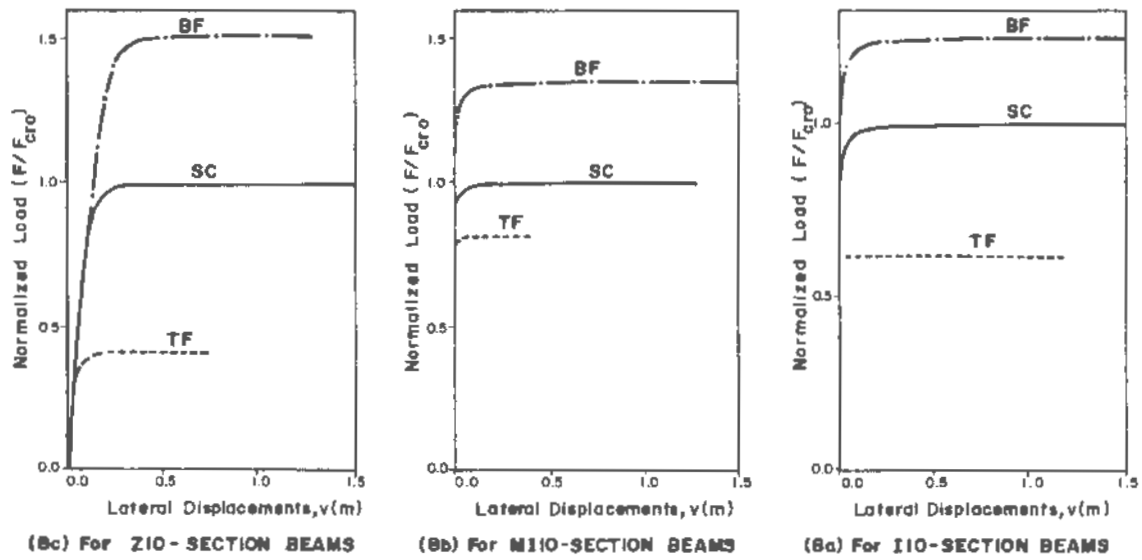 1.5
1.0
0.5
0.0
Normalized Load (F/Fcro)
BF
SC
TF
0.0 0.5 1.0 1.5
Lateral Displacements, v(m)
(8c) For Z10-SECTION BEAMS
1.5
1.0
0.5
0.0
Normalized Load (F/Fcro)
BF
SC
TF
0.0 0.5 1.0 1.5
Lateral Displacements, v(m)
(8b) For MI10-SECTION BEAMS
1.0
0.5
0.0
Normalized Load (F/Fcro)
BF
SC
TF
0.0 0.5 1.0 1.5
Lateral Displacements, v(m)
(8a) For I10-SECTION BEAMS